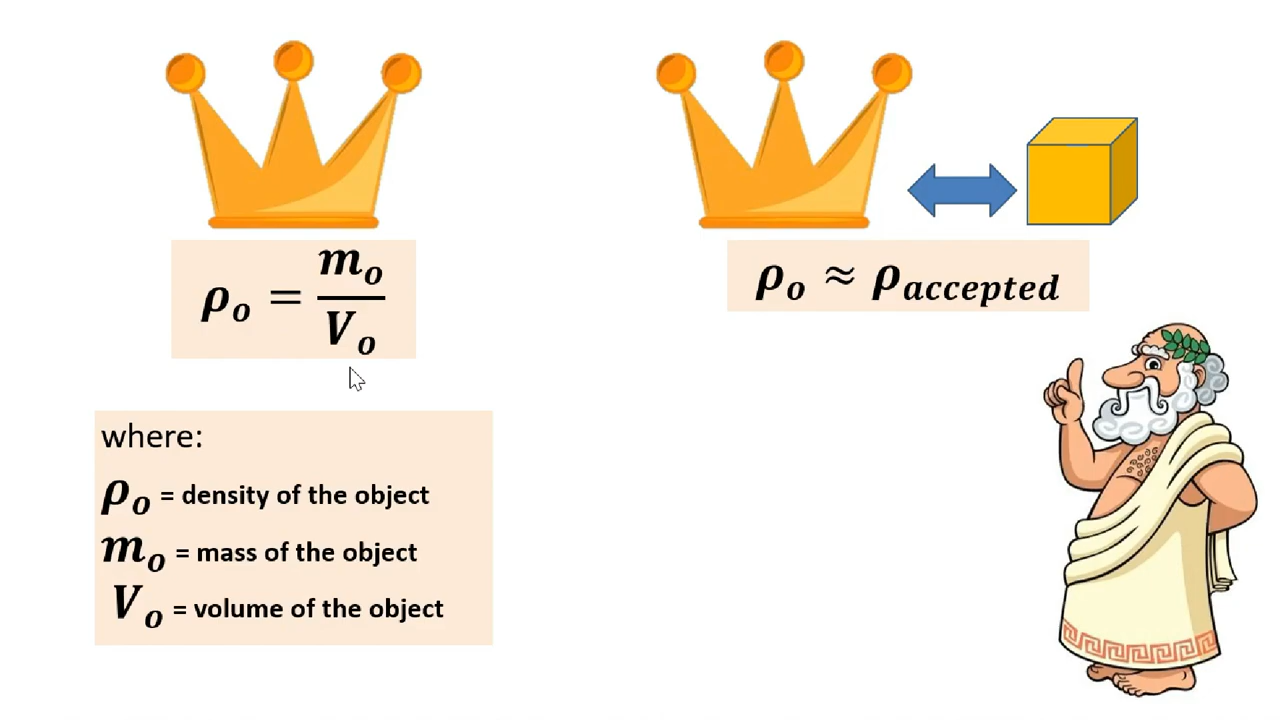 ρₒ = mₒ / Vₒ
ρₒ ≈ ρaccepted
where:
ρₒ = density of the object
mₒ = mass of the object
Vₒ = volume of the object